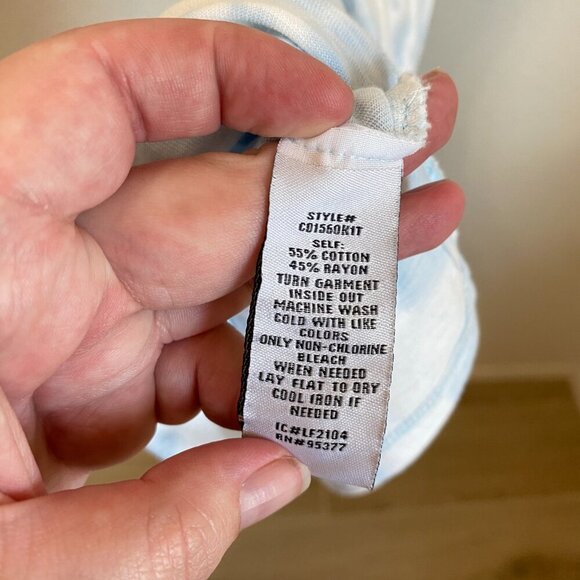 STYLE#
CD1560K1T
SELF:
55% COTTON
45% RAYON
TURN GARMENT
INSIDE OUT
MACHINE WASH
COLD WITH LIKE
COLORS
ONLY NON-CHLORINE
BLEACH
WHEN NEEDED
LAY FLAT TO DRY
COOL IRON IF
NEEDED
IC#LF2104
RN#95377